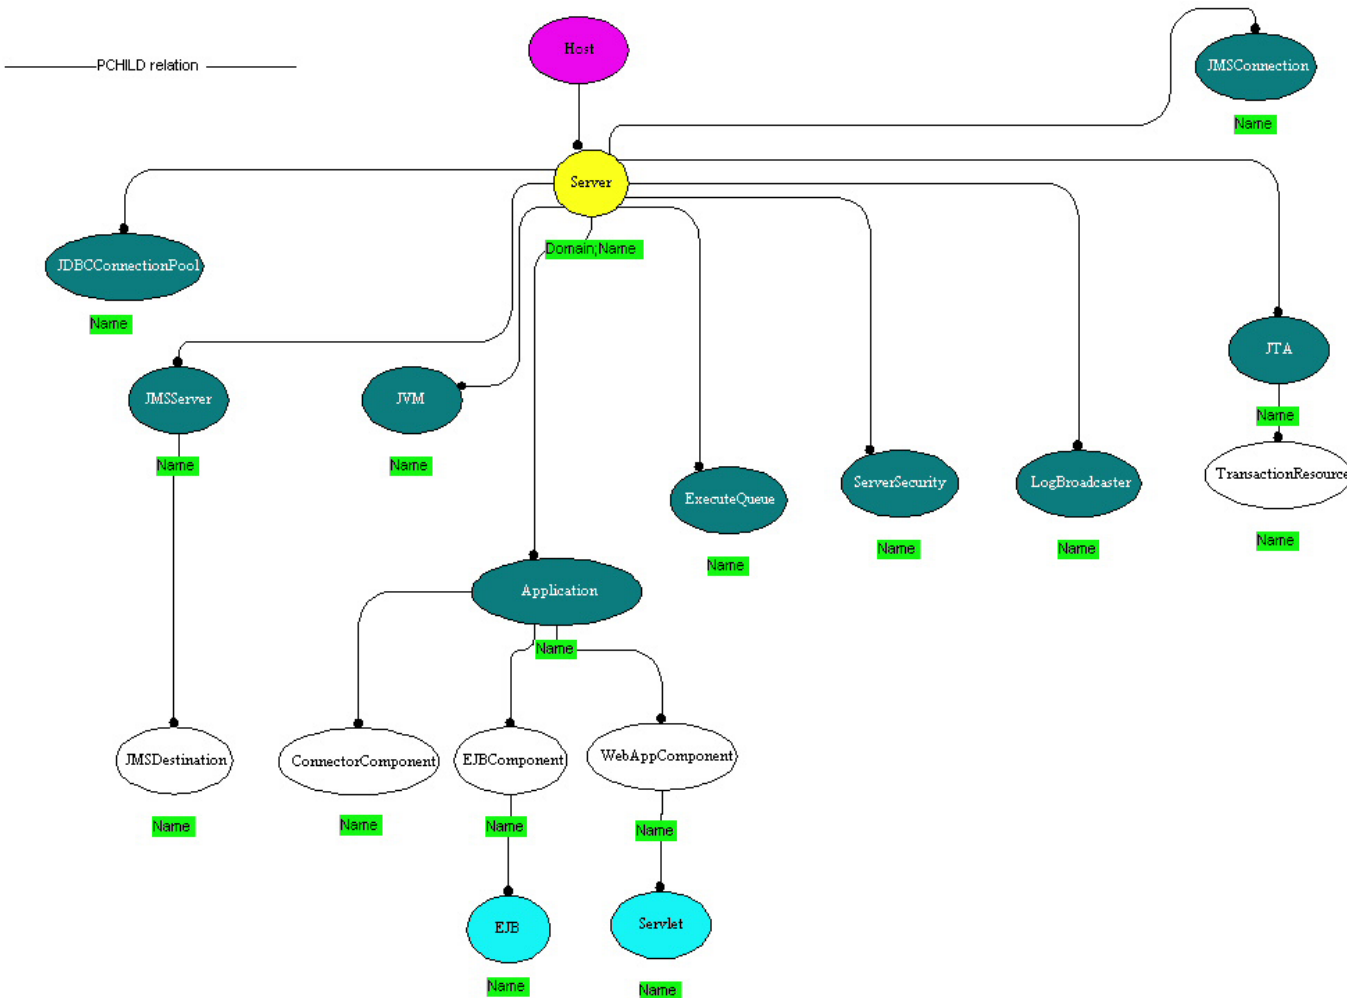 Host
JMSConnection
PCHILD relation
Name
Server
Domain;Name
JDBCConnectionPool
Name
JTA
JMSServer
JVM
Name
Name
Name
TransactionResource
ServerSecurity
LogBroadcaster
ExecuteQueue
Name
Name
Name
Name
Application
Name
JMSDestination
ConnectorComponent
EJBComponent
WebAppComponent
Name
Name
Name
Name
EJB
Servlet
Name
Name